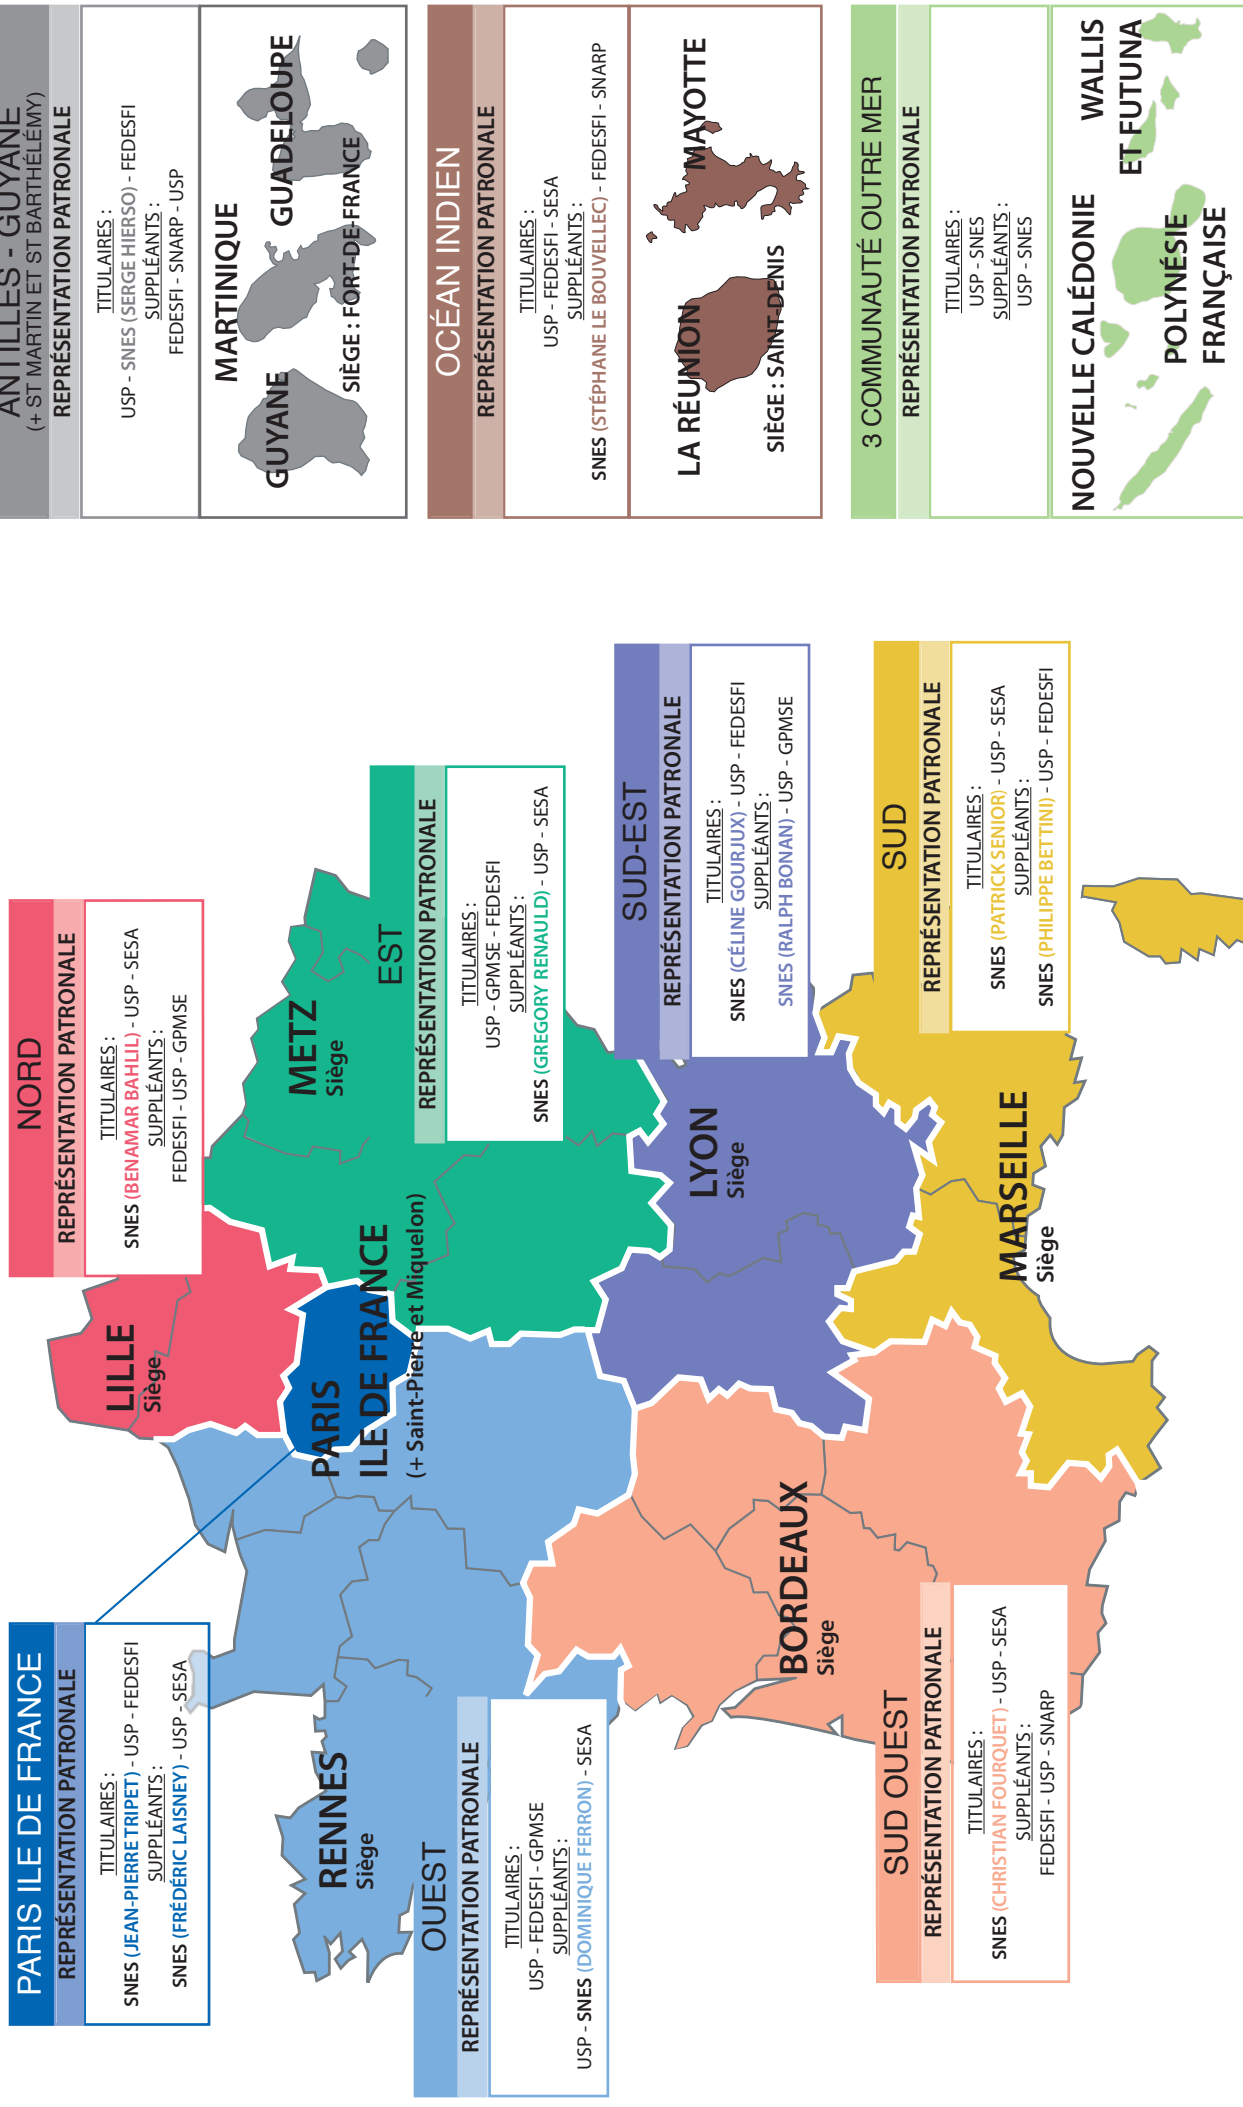 PARIS ILE DE FRANCE
REPRÉSENTATION PATRONALE
TITULAIRES :
SNES (JEAN-PIERRE TRIPET) - USP - FEDESFI
SUPPLÉANTS :
SNES (FRÉDÉRIC LAISNEY) - USP - SESA
NORD
REPRÉSENTATION PATRONALE
TITULAIRES :
SNES (BENAMAR BAHLIL) - USP - SESA
SUPPLÉANTS :
FEDESFI - USP - GPMSE
LILLE
Siège
PARIS
ILE DE FRANCE
(+ Saint-Pierre et Miquelon)
METZ
Siège
EST
REPRÉSENTATION PATRONALE
TITULAIRES :
USP - GPMSE - FEDESFI
SUPPLÉANTS :
SNES (GREGORY RENAULD) - USP - SESA
RENNES
Siège
OUEST
REPRÉSENTATION PATRONALE
TITULAIRES :
USP - FEDESFI - GPMSE
SUPPLÉANTS :
USP - SNES (DOMINIQUE FERRON) - SESA
SUD-EST
REPRÉSENTATION PATRONALE
TITULAIRES :
SNES (CÉLINE GOURJUX) - USP - FEDESFI
SUPPLÉANTS :
SNES (RALPH BONAN) - USP - GPMSE
LYON
Siège
BORDEAUX
Siège
SUD OUEST
REPRÉSENTATION PATRONALE
TITULAIRES :
SNES (CHRISTIAN FOURQUET) - USP - SESA
SUPPLÉANTS :
FEDESFI - USP - SNARP
SUD
REPRÉSENTATION PATRONALE
TITULAIRES :
SNES (PATRICK SENIOR) - USP - SESA
SUPPLÉANTS :
SNES (PHILIPPE BETTINI) - USP - FEDESFI
MARSEILLE
Siège
ANTILLES - GUYANE
(+ ST MARTIN ET ST BARTHÉLÉMY)
REPRÉSENTATION PATRONALE
TITULAIRES :
USP - SNES (SERGE HIERSO) - FEDESFI
SUPPLÉANTS :
FEDESFI - SNARP - USP
MARTINIQUE
GUYANE
GUADELOUPE
SIÈGE : FORT-DE-FRANCE
OCÉAN INDIEN
REPRÉSENTATION PATRONALE
TITULAIRES :
USP - FEDESFI - SESA
SUPPLÉANTS :
SNES (STÉPHANE LE BOUVELLEC) - FEDESFI - SNARP
LA RÉUNION
MAYOTTE
SIÈGE : SAINT-DENIS
3 COMMUNAUTÉ OUTRE MER
REPRÉSENTATION PATRONALE
TITULAIRES :
USP - SNES
SUPPLÉANTS :
USP - SNES
NOUVELLE CALÉDONIE
WALLIS
ET FUTUNA
POLYNÉSIE
FRANÇAISE